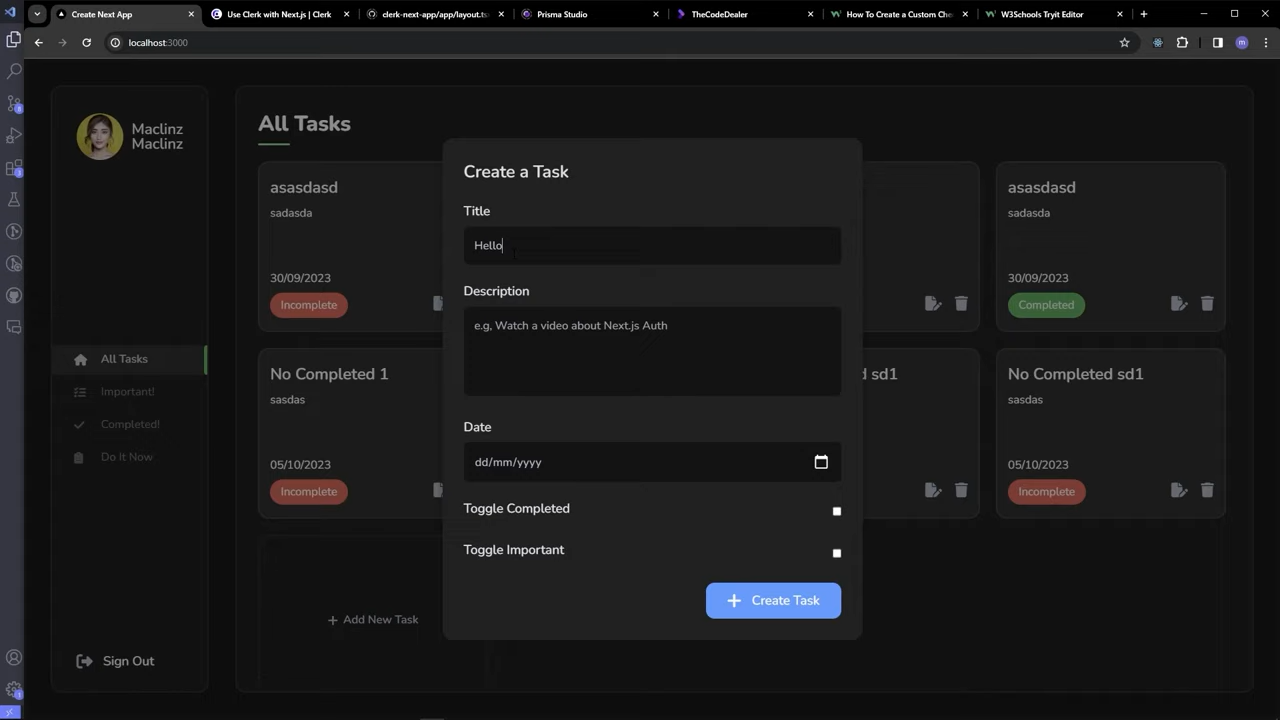 Create Next App
Use Clerk with Next.js | Clerk
clerk-next-app/app/layout.ts
Prisma Studio
TheCodeDealer
How To Create a Custom Che
W3Schools Tryit Editor
localhost:3000
m
Maclinz
Maclinz
All Tasks
Important!
Completed!
Do It Now
Sign Out
All Tasks
asasdasd
sadasda
30/09/2023
Incomplete
asasdasd
sadasda
30/09/2023
Completed
No Completed 1
sasdas
05/10/2023
Incomplete
d sd1
No Completed sd1
sasdas
05/10/2023
Incomplete
+ Add New Task
Create a Task
Title
Hello
Description
e.g, Watch a video about Next.js Auth
Date
dd/mm/yyyy
Toggle Completed
Toggle Important
+ Create Task